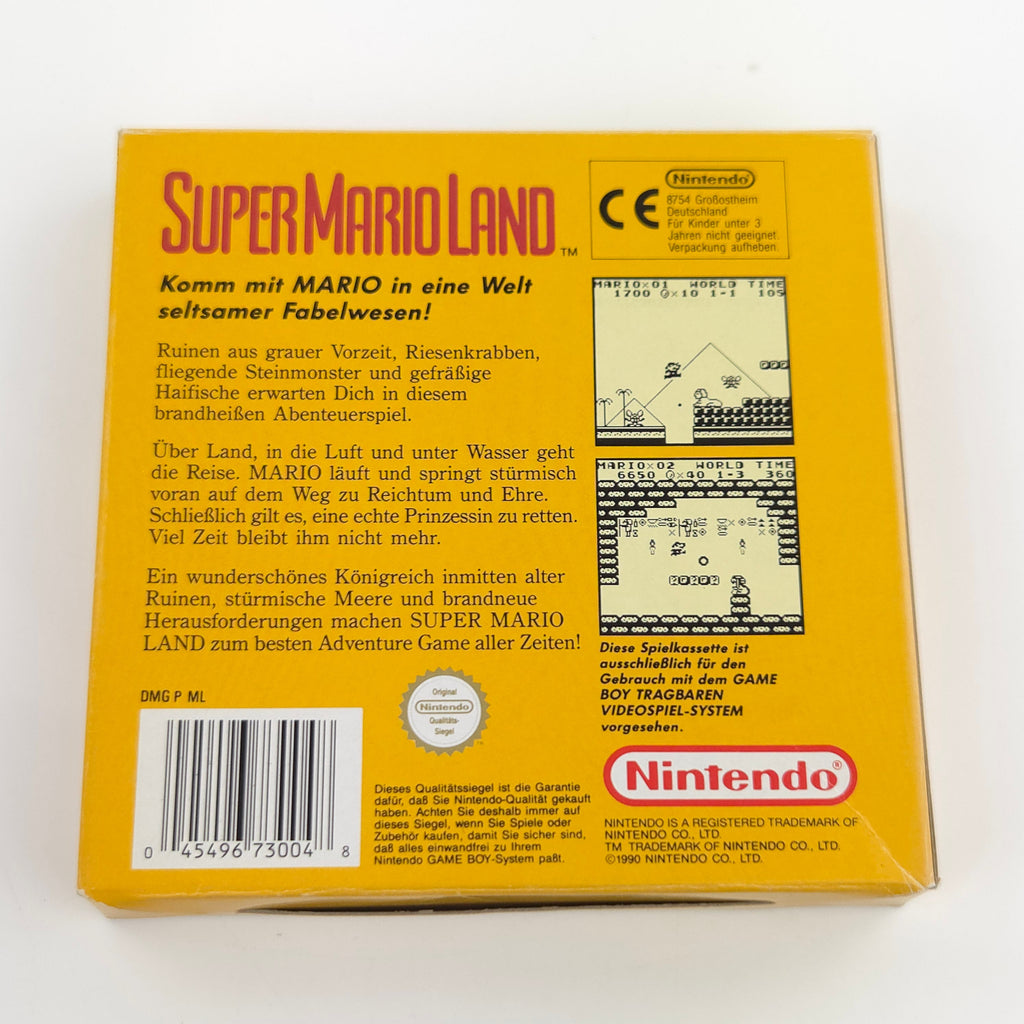 SUPER MARIO LAND™
Komm mit MARIO in eine Welt
seltsamer Fabelwesen!
Ruinen aus grauer Vorzeit, Riesenkrabben,
fliegende Steinmonster und gefräßige
Haifische erwarten Dich in diesem
brandheißen Abenteuerspiel.
Über Land, in die Luft und unter Wasser geht
die Reise. MARIO läuft und springt stürmisch
voran auf dem Weg zu Reichtum und Ehre.
Schließlich gilt es, eine echte Prinzessin zu retten.
Viel Zeit bleibt ihm nicht mehr.
Ein wunderschönes Königreich inmitten alter
Ruinen, stürmische Meere und brandneue
Herausforderungen machen SUPER MARIO
LAND zum besten Adventure Game aller Zeiten!
DMG P ML
0 45496 73004 8
Original
Nintendo
Qualitäts-
Siegel
™
Dieses Qualitätssiegel ist die Garantie
dafür, daß Sie Nintendo-Qualität gekauft
haben. Achten Sie deshalb immer auf
dieses Siegel, wenn Sie Spiele oder
Zubehör kaufen, damit Sie sicher sind,
daß alles einwandfrei zu Ihrem
Nintendo GAME BOY-System paßt.
CE
Nintendo®
8754 Großostheim
Deutschland
Für Kinder unter 3
Jahren nicht geeignet.
Verpackung aufheben.
MARIO×01 WORLD TIME
1700 ×10 1-1 105
MARIO×02 WORLD TIME
6650 ×40 1-3 360
Diese Spielkassette ist
ausschließlich für den
Gebrauch mit dem GAME
BOY TRAGBAREN
VIDEOSPIEL-SYSTEM
vorgesehen.
Nintendo®
NINTENDO IS A REGISTERED TRADEMARK OF
NINTENDO CO., LTD.
TM TRADEMARK OF NINTENDO CO., LTD.
©1990 NINTENDO CO., LTD.